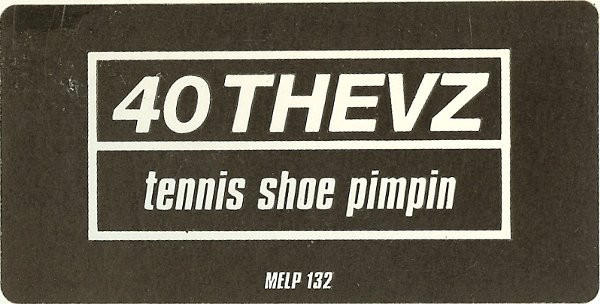 40 THEVZ
tennis shoe pimpin
MELP 132